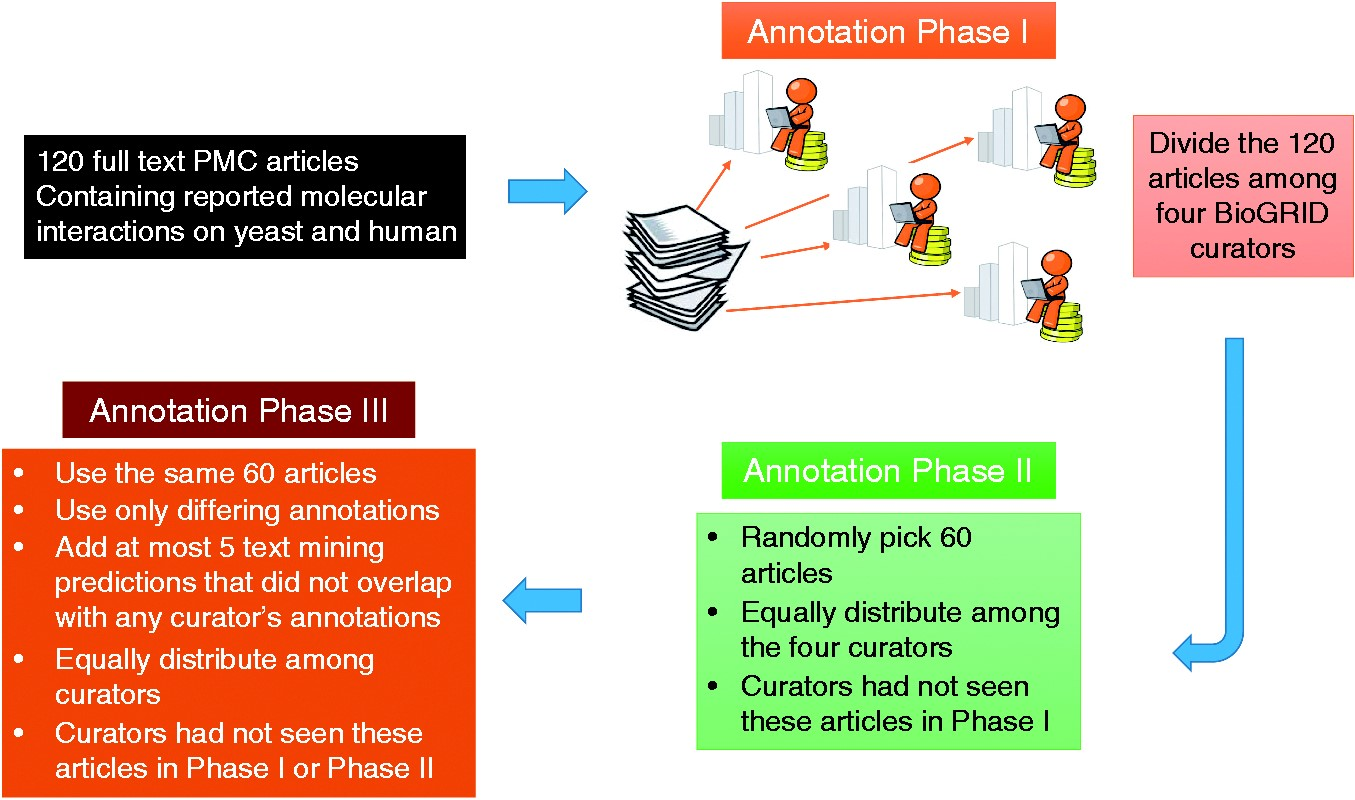 Annotation Phase I
120 full text PMC articles
Containing reported molecular
interactions on yeast and human
Divide the 120
articles among
four BioGRID
curators
Annotation Phase II
• Randomly pick 60
articles
• Equally distribute among
the four curators
• Curators had not seen
these articles in Phase I
Annotation Phase III
• Use the same 60 articles
• Use only differing annotations
• Add at most 5 text mining
predictions that did not overlap
with any curator’s annotations
• Equally distribute among
curators
• Curators had not seen these
articles in Phase I or Phase II